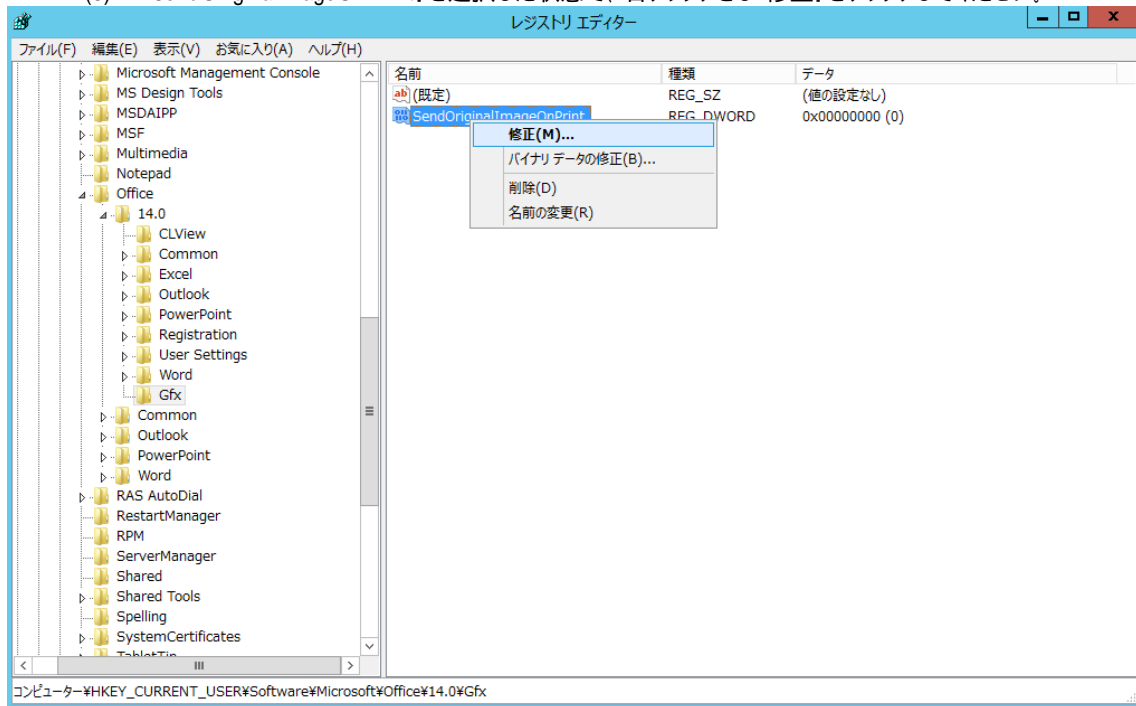 レジストリ エディター
ファイル(F) 編集(E) 表示(V) お気に入り(A) ヘルプ(H)
Microsoft Management Console
MS Design Tools
MSDAIPP
MSF
Multimedia
Notepad
Office
14.0
CLView
Common
Excel
Outlook
PowerPoint
Registration
User Settings
Word
Gfx
Common
Outlook
PowerPoint
Word
RAS AutoDial
RestartManager
RPM
ServerManager
Shared
Shared Tools
Spelling
SystemCertificates
TabletTip
名前 種類 データ
(既定) REG_SZ (値の設定なし)
SendOriginalImageOnPrint REG_DWORD 0x00000000 (0)
修正(M)...
バイナリ データの修正(B)...
削除(D)
名前の変更(R)
コンピューター¥HKEY_CURRENT_USER¥Software¥Microsoft¥Office¥14.0¥Gfx